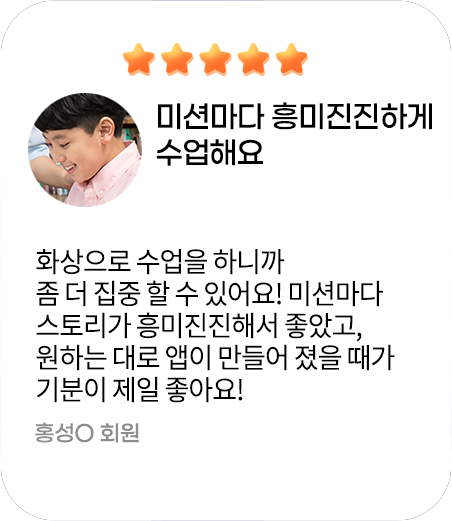 미션마다 흥미진진하게
수업해요
화상으로 수업을 하니까
좀 더 집중 할 수 있어요! 미션마다
스토리가 흥미진진해서 좋았고,
원하는 대로 앱이 만들어 졌을 때가
기분이 제일 좋아요!
홍성O 회원